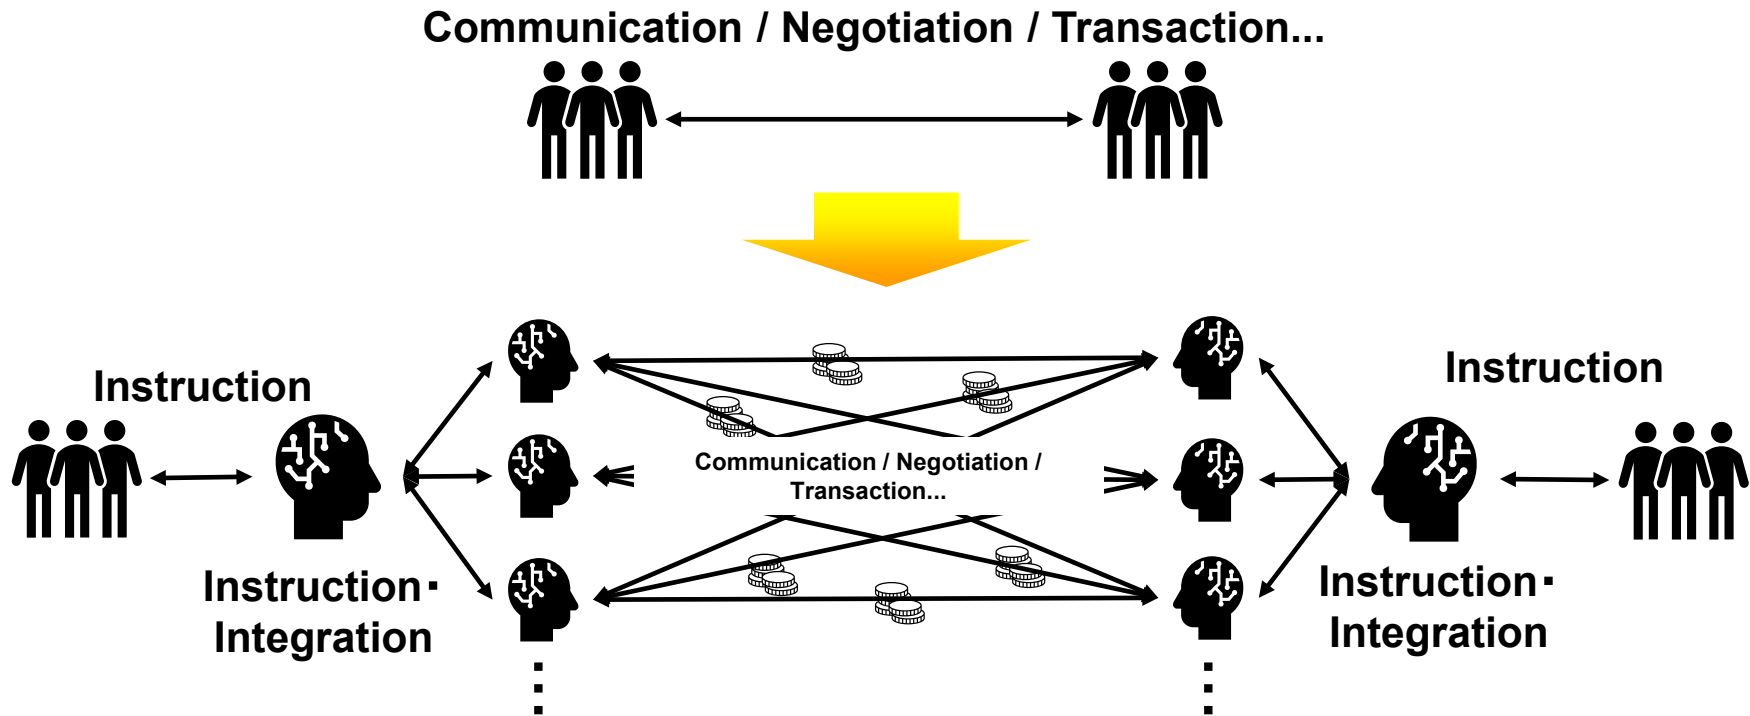 Communication / Negotiation / Transaction...
Instruction
Instruction
Communication / Negotiation /
Transaction...
Instruction・
Integration
Instruction・
Integration